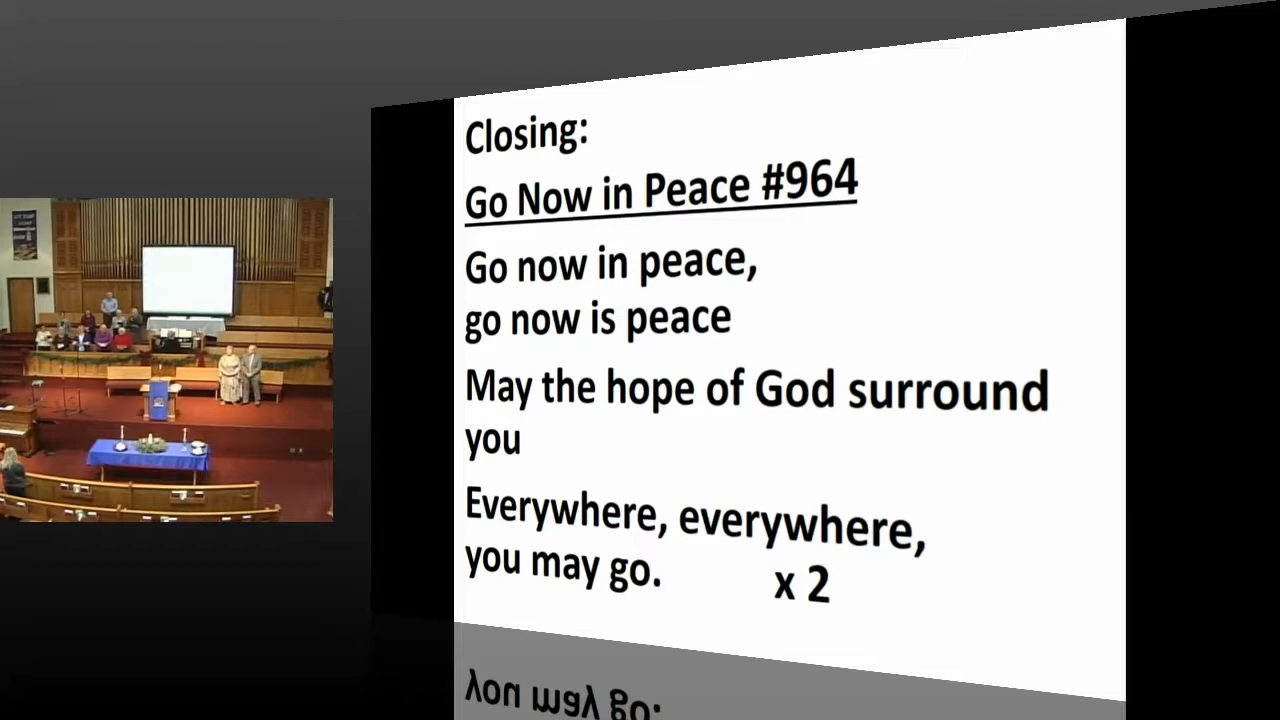 Closing:
Go Now in Peace #964
Go now in peace,
go now is peace
May the hope of God surround
you
Everywhere, everywhere,
you may go. x 2
you may go.